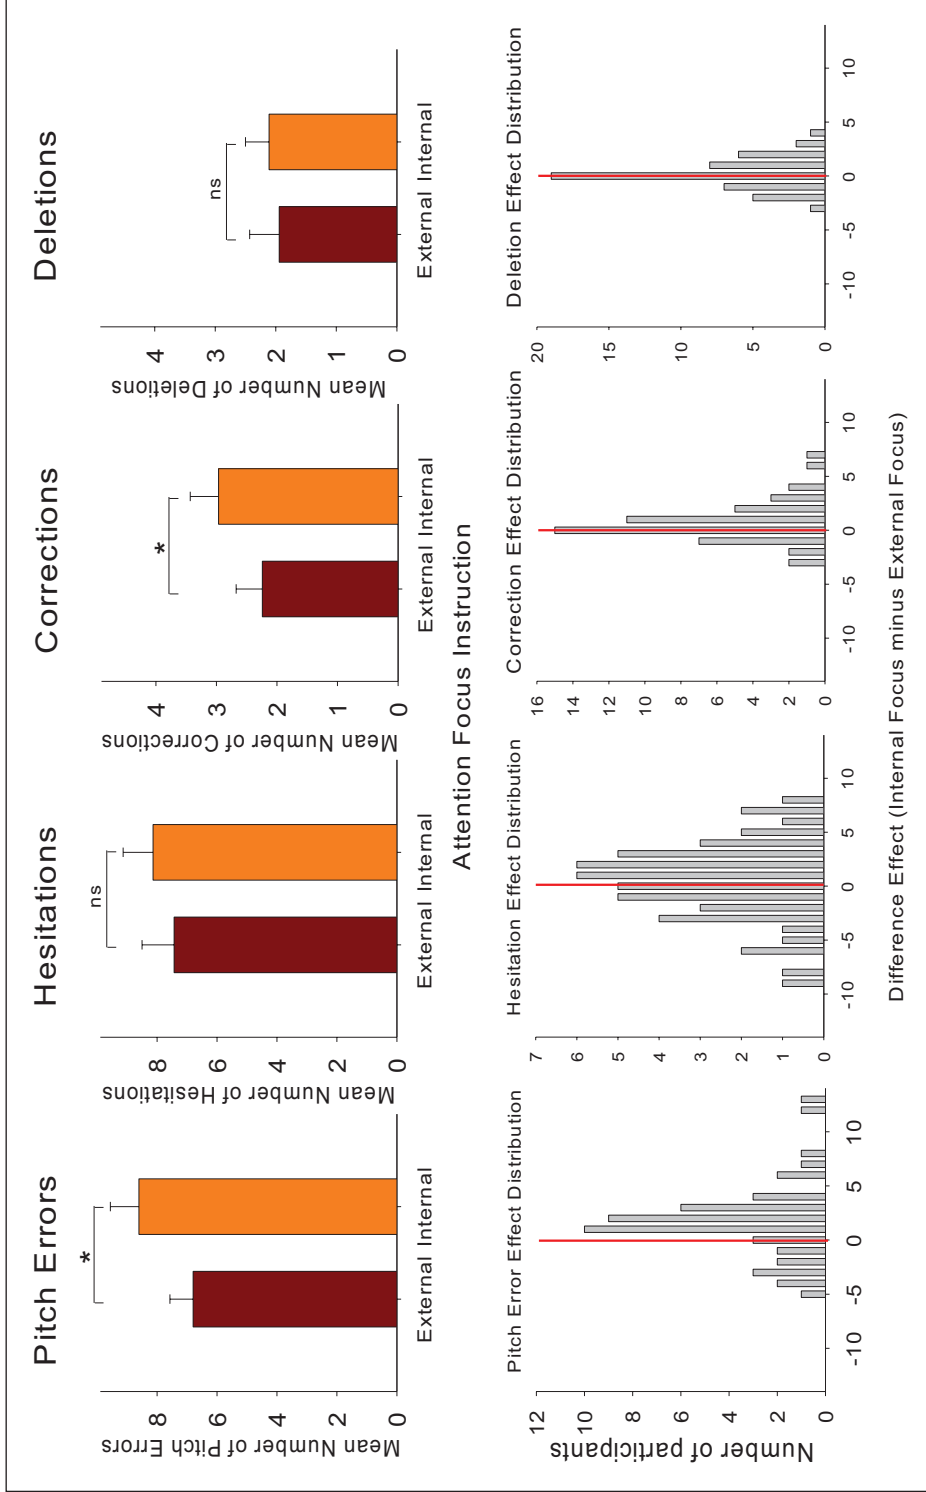 Pitch Errors
Hesitations
Corrections
Deletions
Mean Number of Pitch Errors
8
6
4
2
0
*
External Internal
Mean Number of Hesitations
8
6
4
2
0
ns
External Internal
Mean Number of Corrections
4
3
2
1
0
*
External Internal
Mean Number of Deletions
4
3
2
1
0
ns
External Internal
Attention Focus Instruction
Number of participants
Pitch Error Effect Distribution
12
10
8
6
4
2
0
-10 -5 0 5 10
Hesitation Effect Distribution
7
6
5
4
3
2
1
0
-10 -5 0 5 10
Correction Effect Distribution
16
14
12
10
8
6
4
2
0
-10 -5 0 5 10
Deletion Effect Distribution
20
15
10
5
0
-10 -5 0 5 10
Difference Effect (Internal Focus minus External Focus)